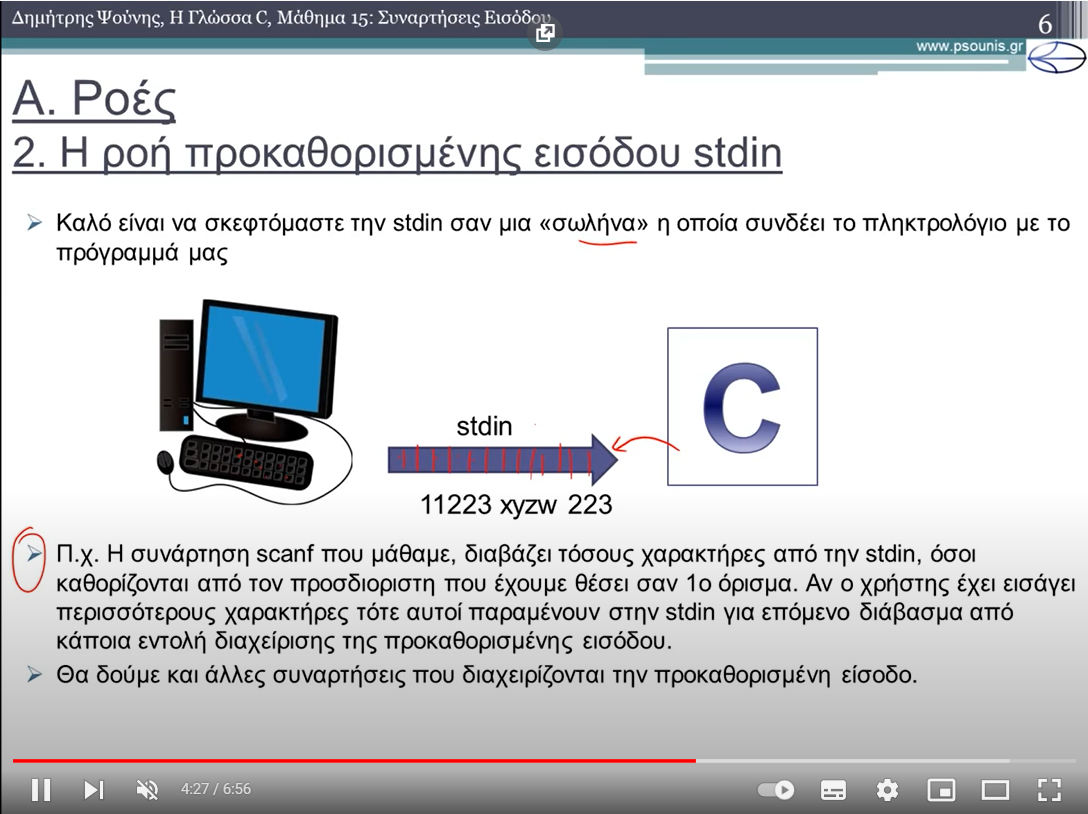 Δημήτρης Ψούνης, Η Γλώσσα C, Μάθημα 15: Συναρτήσεις Εισόδου
6
www.psounis.gr
Α. Ροές
2. Η ροή προκαθορισμένης εισόδου stdin
Καλό είναι να σκεφτόμαστε την stdin σαν μια «σωλήνα» η οποία συνδέει το πληκτρολόγιο με το
πρόγραμμά μας
stdin
C
11223 xyzw 223
Π.χ. Η συνάρτηση scanf που μάθαμε, διαβάζει τόσους χαρακτήρες από την stdin, όσοι
καθορίζονται από τον προσδιοριστη που έχουμε θέσει σαν 1ο όρισμα. Αν ο χρήστης έχει εισάγει
περισσότερους χαρακτήρες τότε αυτοί παραμένουν στην stdin για επόμενο διάβασμα από
κάποια εντολή διαχείρισης της προκαθορισμένης εισόδου.
Θα δούμε και άλλες συναρτήσεις που διαχειρίζονται την προκαθορισμένη είσοδο.
4:27 / 6:56